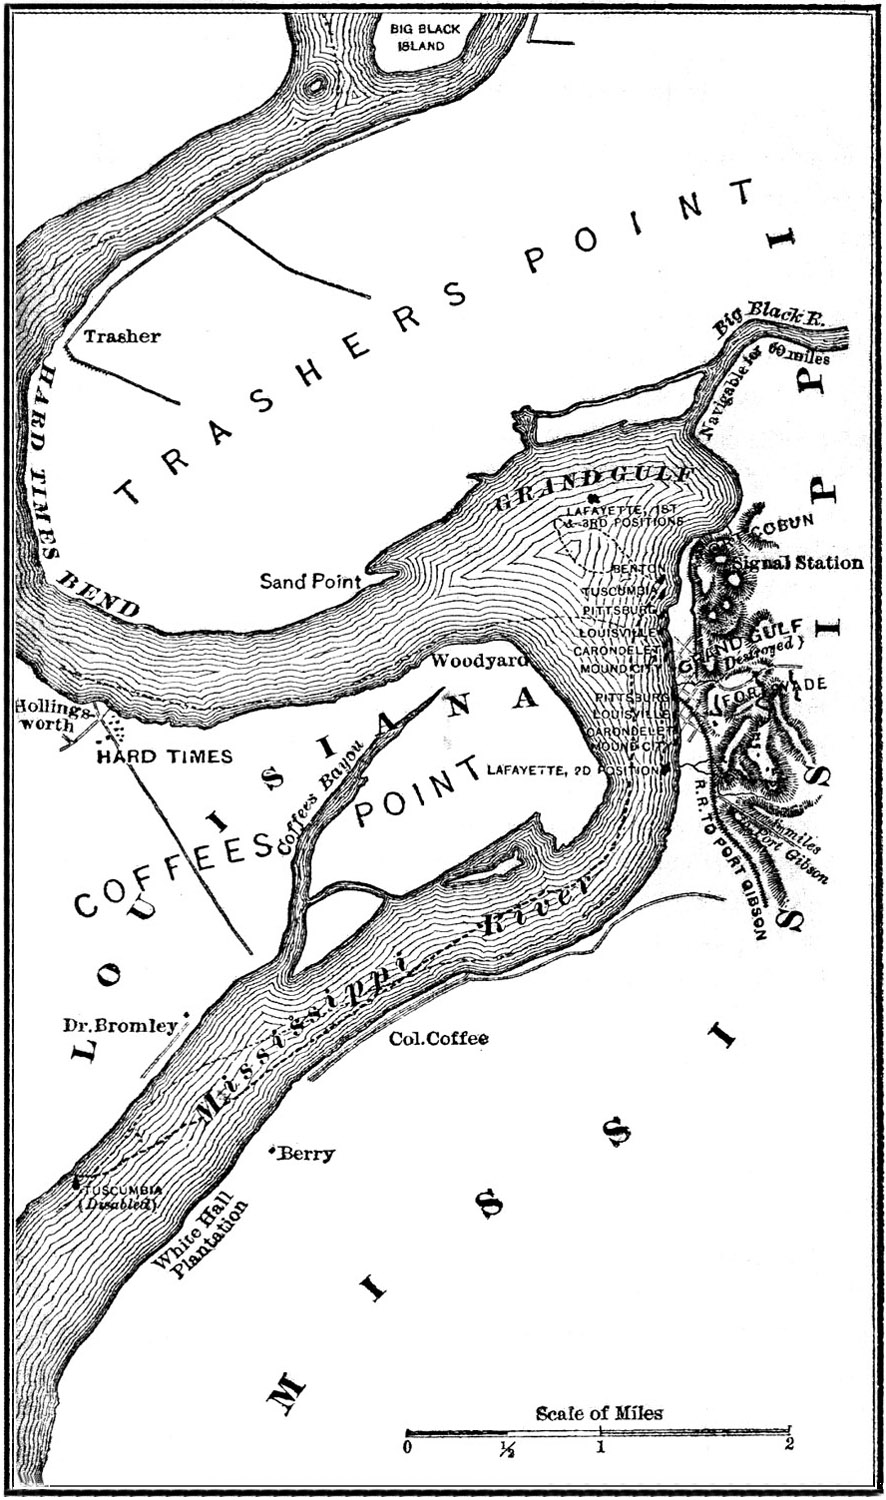 BIG BLACK
ISLAND
TRASHERS POINT
Big Black R.
Navigable for 60 miles
Trasher
HARD TIMES BEND
GRAND GULF
LAFAYETTE, 1ST
& 3RD POSITIONS
COBUN
Signal Station
BENTON
TUSCUMBIA
PITTSBURG
LOUISVILLE
CARONDELET
MOUND CITY
Sand Point
GRAND GULF
(Destroyed)
Woodyard
PITTSBURG
LOUISVILLE
CARONDELET
MOUND CITY
LAFAYETTE, 2D POSITION
FORT WADE
Hollings-
worth
HARD TIMES
LOUISIANA
Coffees Bayou
COFFEES POINT
R.R. TO PORT GIBSON
miles
Port Gibson
Mississippi River
Dr. Bromley
Col. Coffee
Berry
TUSCUMBIA
(Disabled)
White Hall
Plantation
MISSISSIPPI
Scale of Miles
0 ½ 1 2